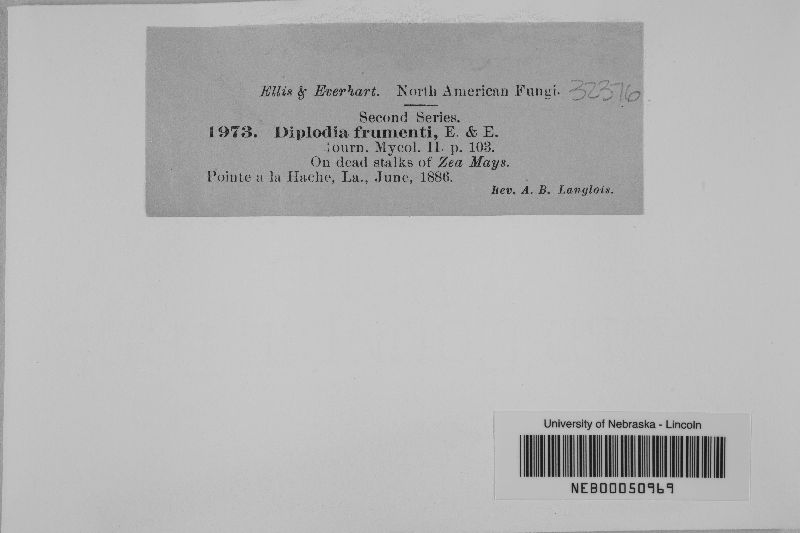 Ellis & Everhart. North American Fungi. 32376
Second Series.
1973. Diplodia frumenti, E. & E.
Journ. Mycol. II. p. 103.
On dead stalks of Zea Mays.
Pointe a la Hache, La., June, 1886.
Rev. A. B. Langlois.
University of Nebraska - Lincoln
NEB00050969